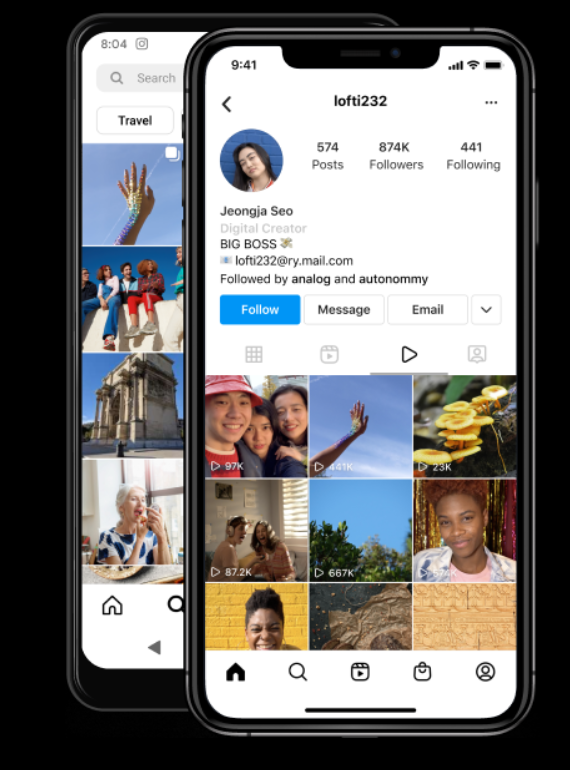 8:04
Search
Travel
9:41
lofti232
574 874K 441
Posts Followers Following
Jeongja Seo
Digital Creator
BIG BOSS
lofti232@ry.mail.com
Followed by analog and autonommy
Follow Message Email
97K 441K 23K
87.2K 667K